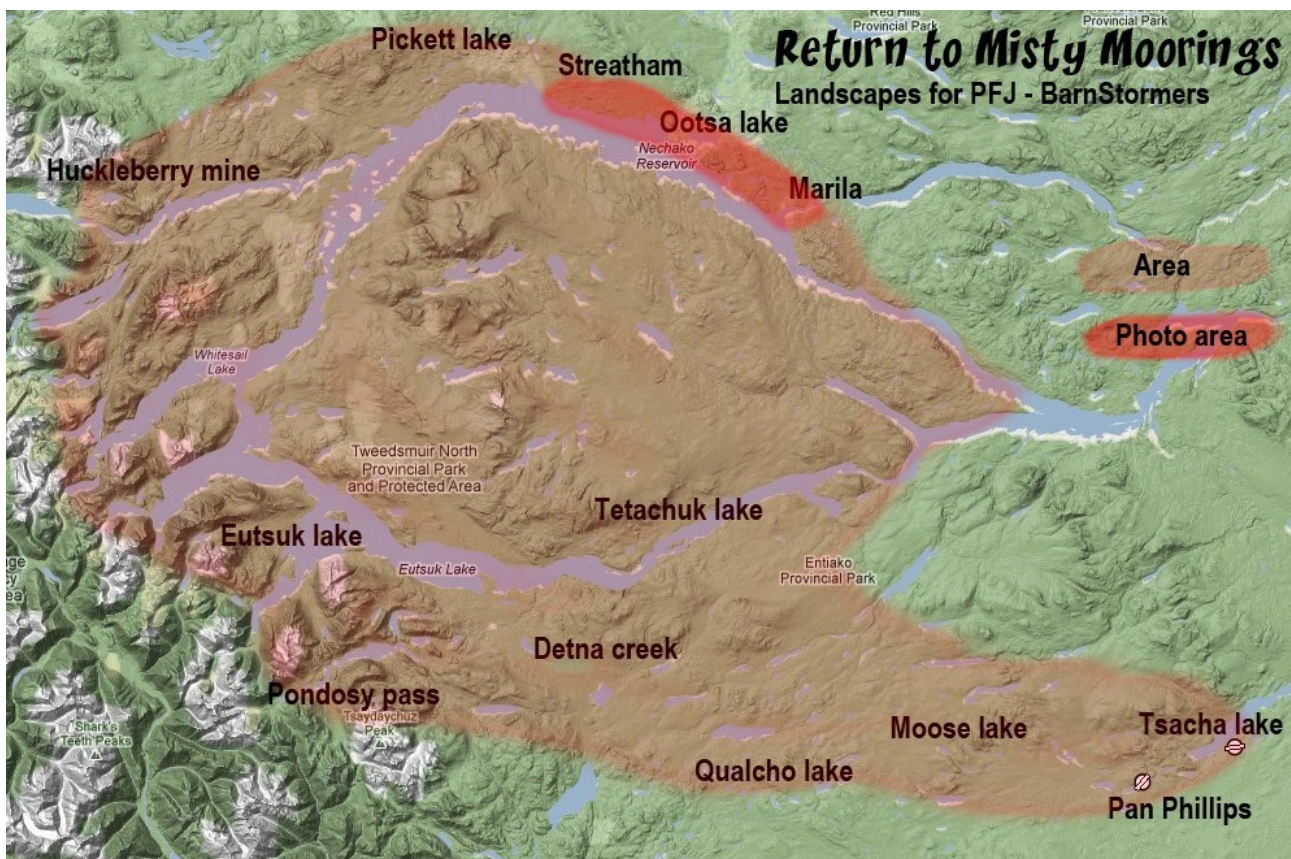 Red Hills
Provincial Park
Provincial Park
Return to Misty Moorings
Landscapes for PFJ - BarnStormers
Pickett lake
Streatham
Ootsa lake
Nechako
Reservoir
Huckleberry mine
Marila
Area
Photo area
Whitesail
Lake
Tweedsmuir North
Provincial Park
and Protected Area
Tetachuk lake
Eutsuk lake
Eutsuk Lake
Entiako
Provincial Park
Detna creek
Pondosy pass
Tsaydaychuz
Peak
Shark's
Teeth Peaks
Moose lake
Tsacha lake
Qualcho lake
Pan Phillips